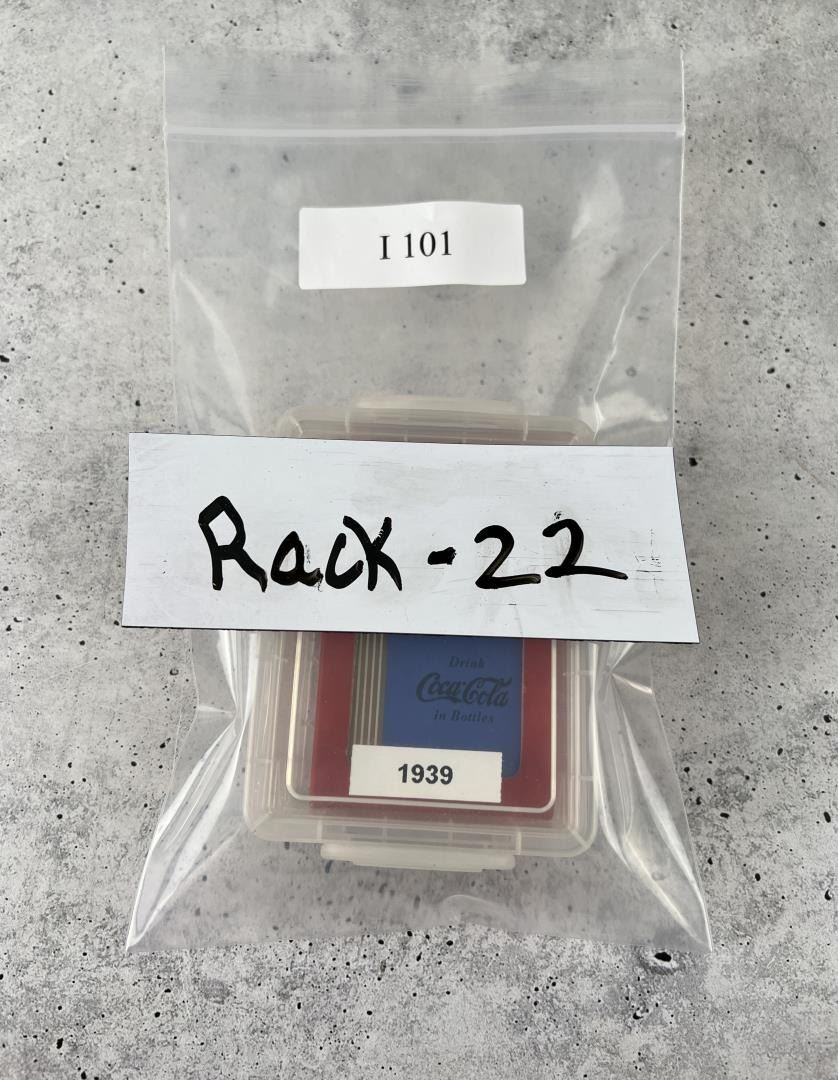 I 101
Rack - 22
Drink
Coca-Cola
in Bottles
1939